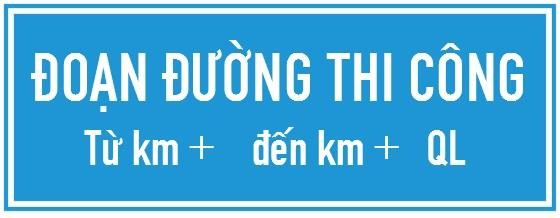 ĐOẠN ĐƯỜNG THI CÔNG
Từ km + đến km + QL